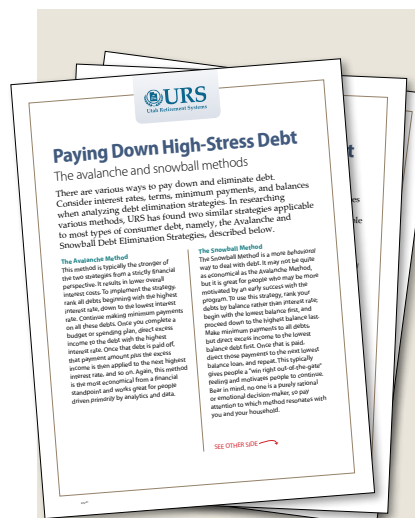 URS
Utah Retirement Systems
Paying Down High-Stress Debt
The avalanche and snowball methods
There are various ways to pay down and eliminate debt.
Consider interest rates, terms, minimum payments, and balances
when analyzing debt elimination strategies. In researching
various methods, URS has found two similar strategies applicable
to most types of consumer debt, namely, the Avalanche and
Snowball Debt Elimination Strategies, described below.
The Avalanche Method
This method is typically the stronger of
the two strategies from a strictly financial
perspective. It results in lower overall
interest costs. To implement the strategy,
rank all debts beginning with the highest
interest rate, down to the lowest interest
rate. Continue making minimum payments
on all these debts. Once you complete a
budget or spending plan, direct excess
income to the debt with the highest
interest rate. Once that debt is paid off,
that payment amount plus the excess
income is then applied to the next highest
interest rate, and so on. Again, this method
is the most economical from a financial
standpoint and works great for people
driven primarily by analytics and data.
The Snowball Method
The Snowball Method is a more behavioral
way to deal with debt. It may not be quite
as economical as the Avalanche Method,
but it is great for people who may be more
motivated by an early success with the
program. To use this strategy, rank your
debts by balance rather than interest rate;
begin with the lowest balance first, and
proceed down to the highest balance last.
Make minimum payments to all debts,
but direct excess income to the lowest
balance debt first. Once that is paid,
direct those payments to the next lowest
balance loan, and repeat. This typically
gives people a "win right out-of-the-gate"
feeling and motivates people to continue.
Bear in mind, no one is a purely rational
or emotional decision-maker, so pay
attention to which method resonates with
you and your household.
SEE OTHER SIDE